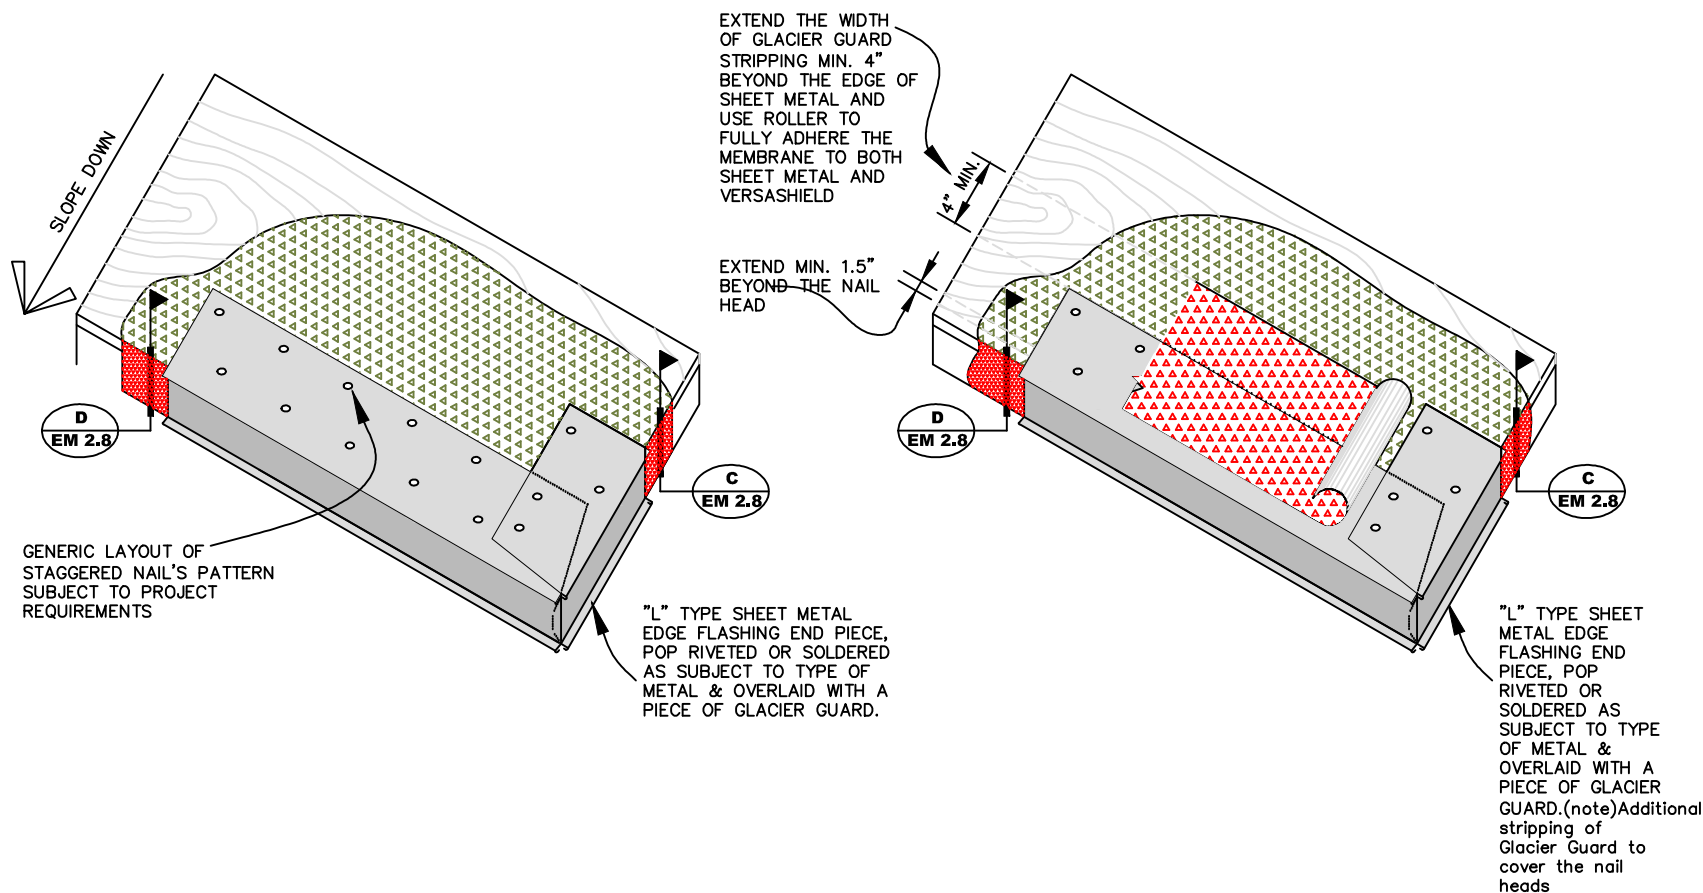 SLOPE DOWN
D
EM 2.8
C
EM 2.8
GENERIC LAYOUT OF
STAGGERED NAIL'S PATTERN
SUBJECT TO PROJECT
REQUIREMENTS
"L" TYPE SHEET METAL
EDGE FLASHING END PIECE,
POP RIVETED OR SOLDERED
AS SUBJECT TO TYPE OF
METAL & OVERLAID WITH A
PIECE OF GLACIER GUARD.
EXTEND THE WIDTH
OF GLACIER GUARD
STRIPPING MIN. 4"
BEYOND THE EDGE OF
SHEET METAL AND
USE ROLLER TO
FULLY ADHERE THE
MEMBRANE TO BOTH
SHEET METAL AND
VERSASHIELD
4" MIN.
EXTEND MIN. 1.5"
BEYOND THE NAIL
HEAD
D
EM 2.8
C
EM 2.8
"L" TYPE SHEET
METAL EDGE
FLASHING END
PIECE, POP
RIVETED OR
SOLDERED AS
SUBJECT TO TYPE
OF METAL &
OVERLAID WITH A
PIECE OF GLACIER
GUARD.(note)Additional
stripping of
Glacier Guard to
cover the nail
heads